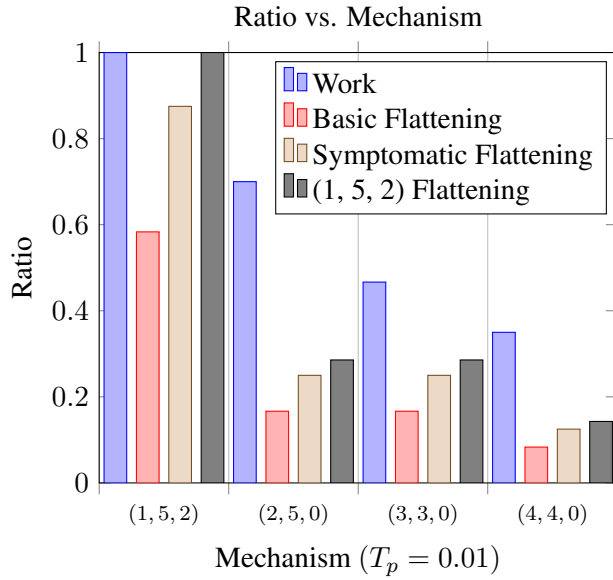 Ratio vs. Mechanism
1
0.8
0.6
0.4
0.2
0
Ratio
Work
Basic Flattening
Symptomatic Flattening
(1, 5, 2) Flattening
(1, 5, 2)
(2, 5, 0)
(3, 3, 0)
(4, 4, 0)
Mechanism (T_p = 0.01)